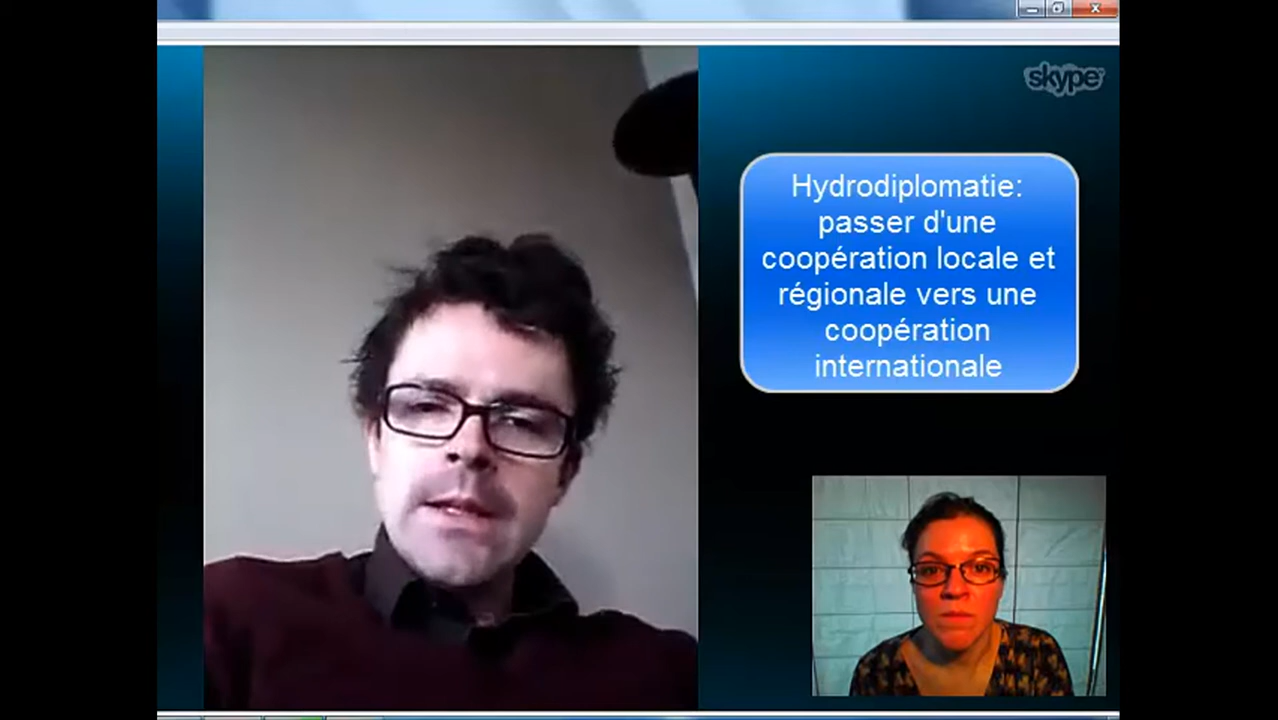 skype
Hydrodiplomatie:
passer d'une
coopération locale et
régionale vers une
coopération
internationale